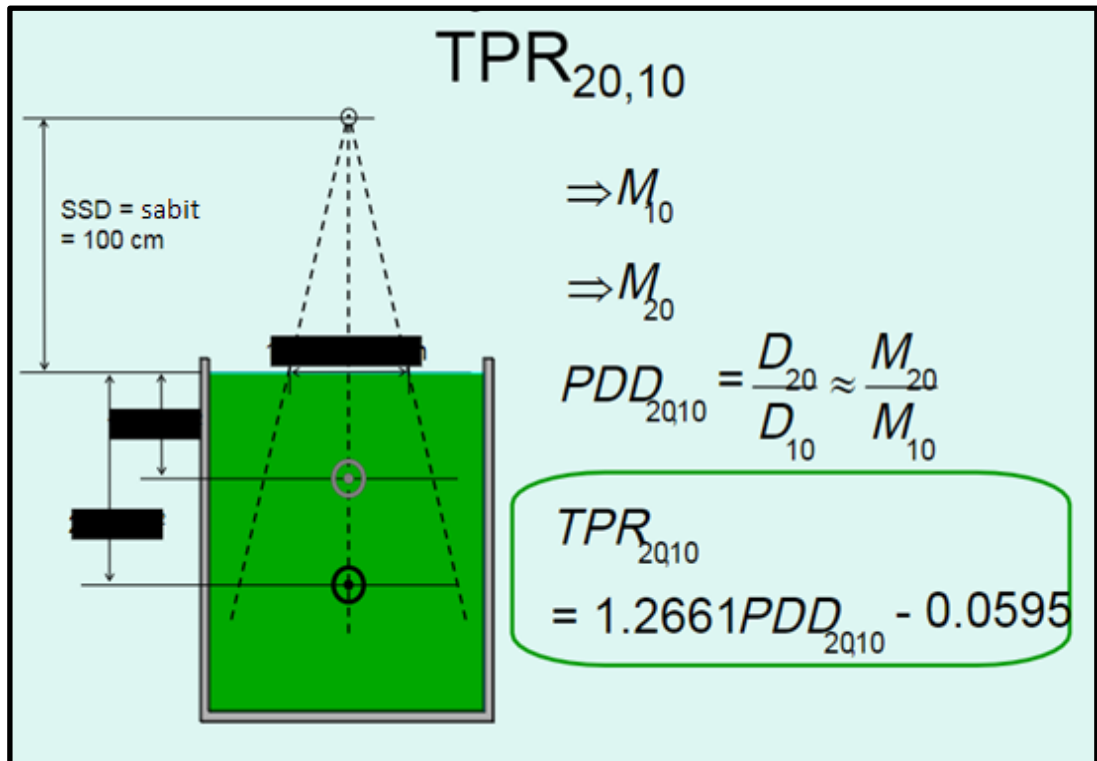 TPR20,10
SSD = sabit
= 100 cm
⇒M10
⇒M20
PDD20,10 = D20/D10 ≈ M20/M10
TPR20,10
= 1.2661PDD20,10 - 0.0595